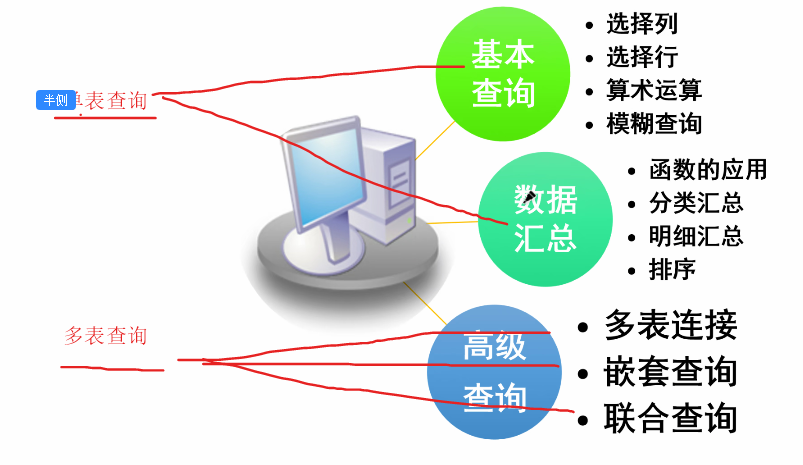 基本
查询
选择列
选择行
算术运算
模糊查询
半侧
表查询
数据
汇总
函数的应用
分类汇总
明细汇总
排序
多表查询
高级
查询
多表连接
嵌套查询
联合查询